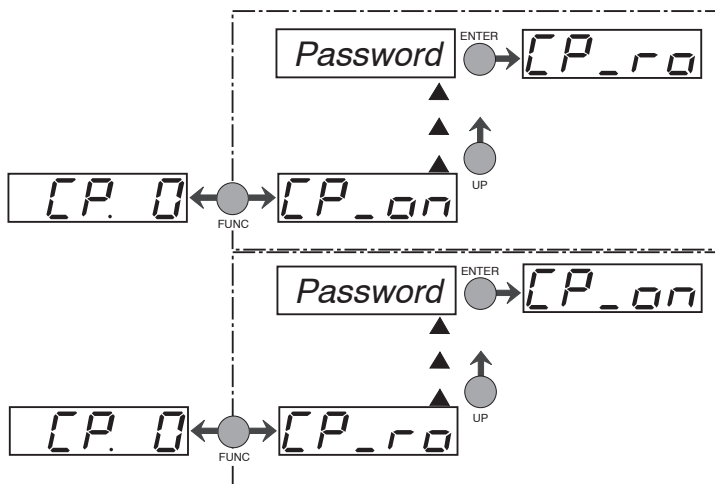 Password
ENTER
CP_ro
UP
CP. 0
FUNC
CP_on
Password
ENTER
CP_on
UP
CP. 0
FUNC
CP_ro